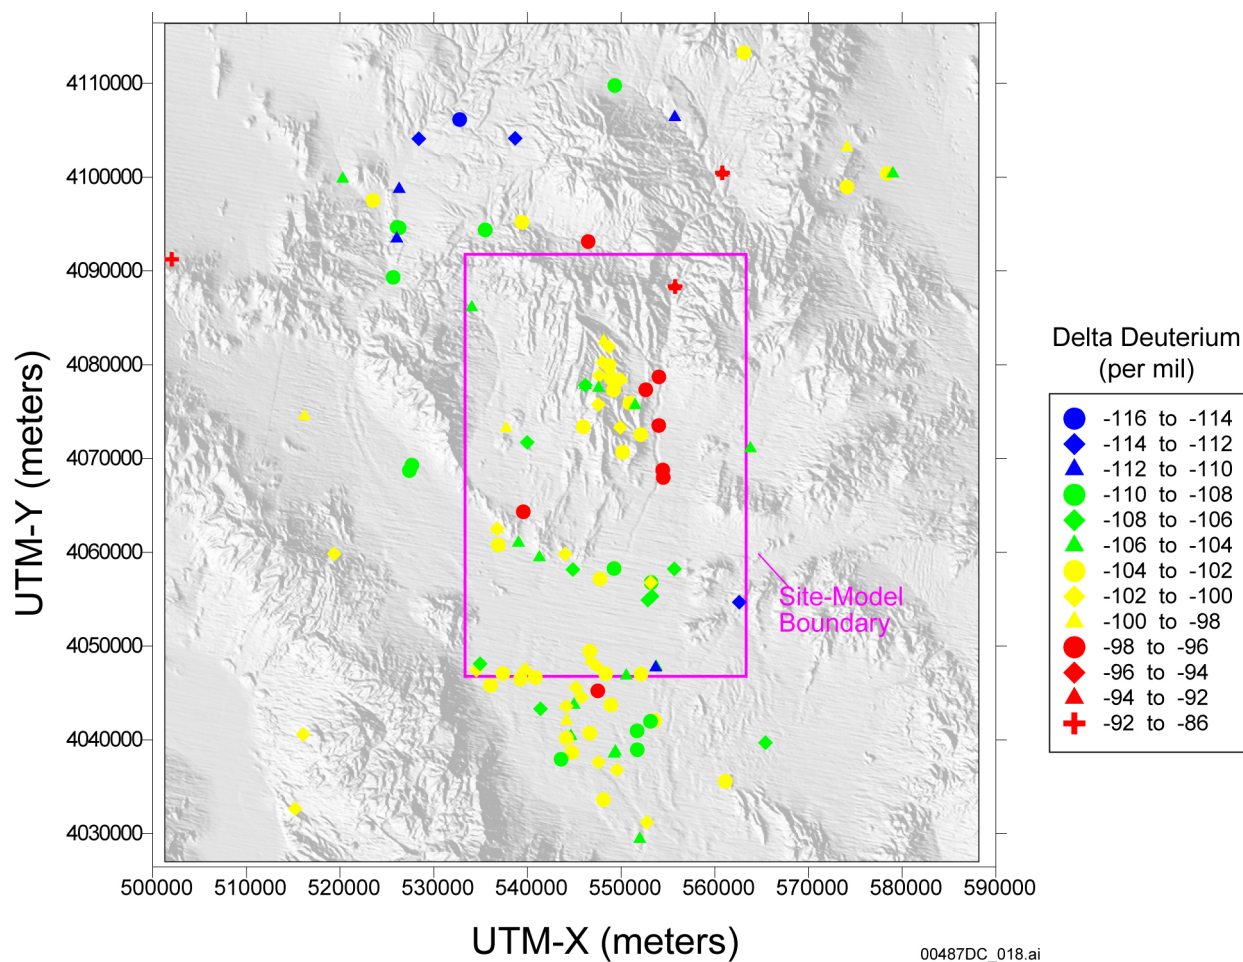 4110000
4100000
4090000
4080000
4070000
4060000
4050000
4040000
4030000
UTM-Y (meters)
500000 510000 520000 530000 540000 550000 560000 570000 580000 590000
UTM-X (meters)
Site-Model
Boundary
Delta Deuterium
(per mil)
-116 to -114
-114 to -112
-112 to -110
-110 to -108
-108 to -106
-106 to -104
-104 to -102
-102 to -100
-100 to -98
-98 to -96
-96 to -94
-94 to -92
-92 to -86
00487DC_018.ai